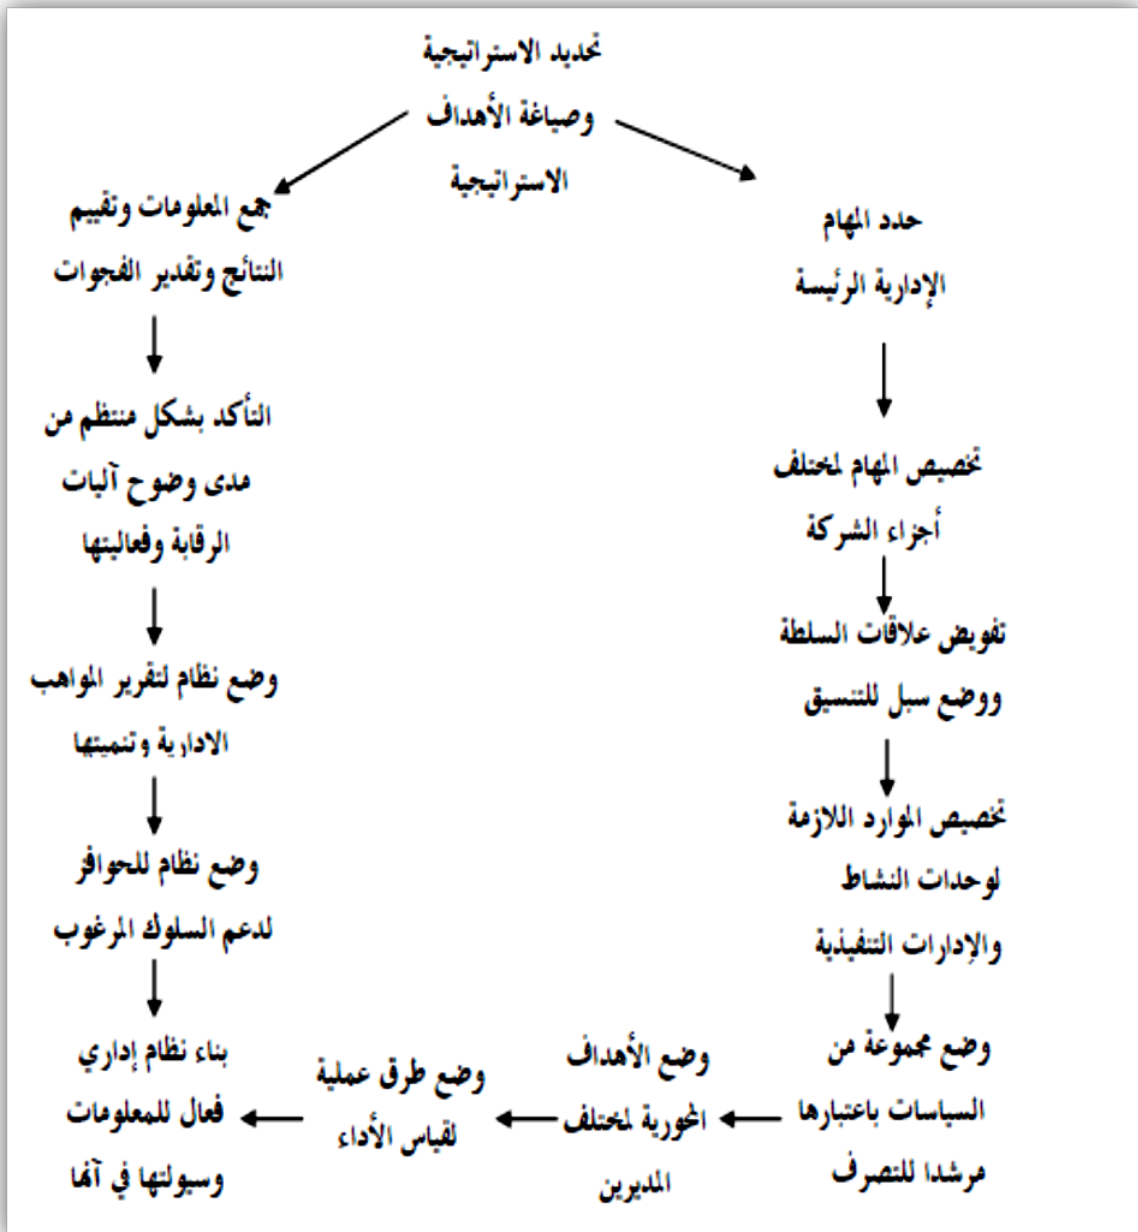 تحديد الاستراتيجية
وصياغة الأهداف
الاستراتيجية
حدد المهام
الإدارية الرئيسة
تخصيص المهام لمختلف
أجزاء الشركة
تفويض علاقات السلطة
ووضع سبل للتنسيق
تخصيص الموارد اللازمة
لوحدات النشاط
والإدارات التنفيذية
وضع مجموعة من
السياسات باعتبارها
مرشدا للتصرف
وضع الأهداف
المحورية لمختلف
المديرين
وضع طرق عملية
لقياس الأداء
جمع المعلومات وتقييم
النتائج وتقدير الفجوات
التأكد بشكل منتظم من
مدى وضوح آليات
الرقابة وفعاليتها
وضع نظام لتقرير المواهب
الادارية وتنميتها
وضع نظام للحوافز
لدعم السلوك المرغوب
بناء نظام إداري
فعال للمعلومات
وسيولتها في آنها